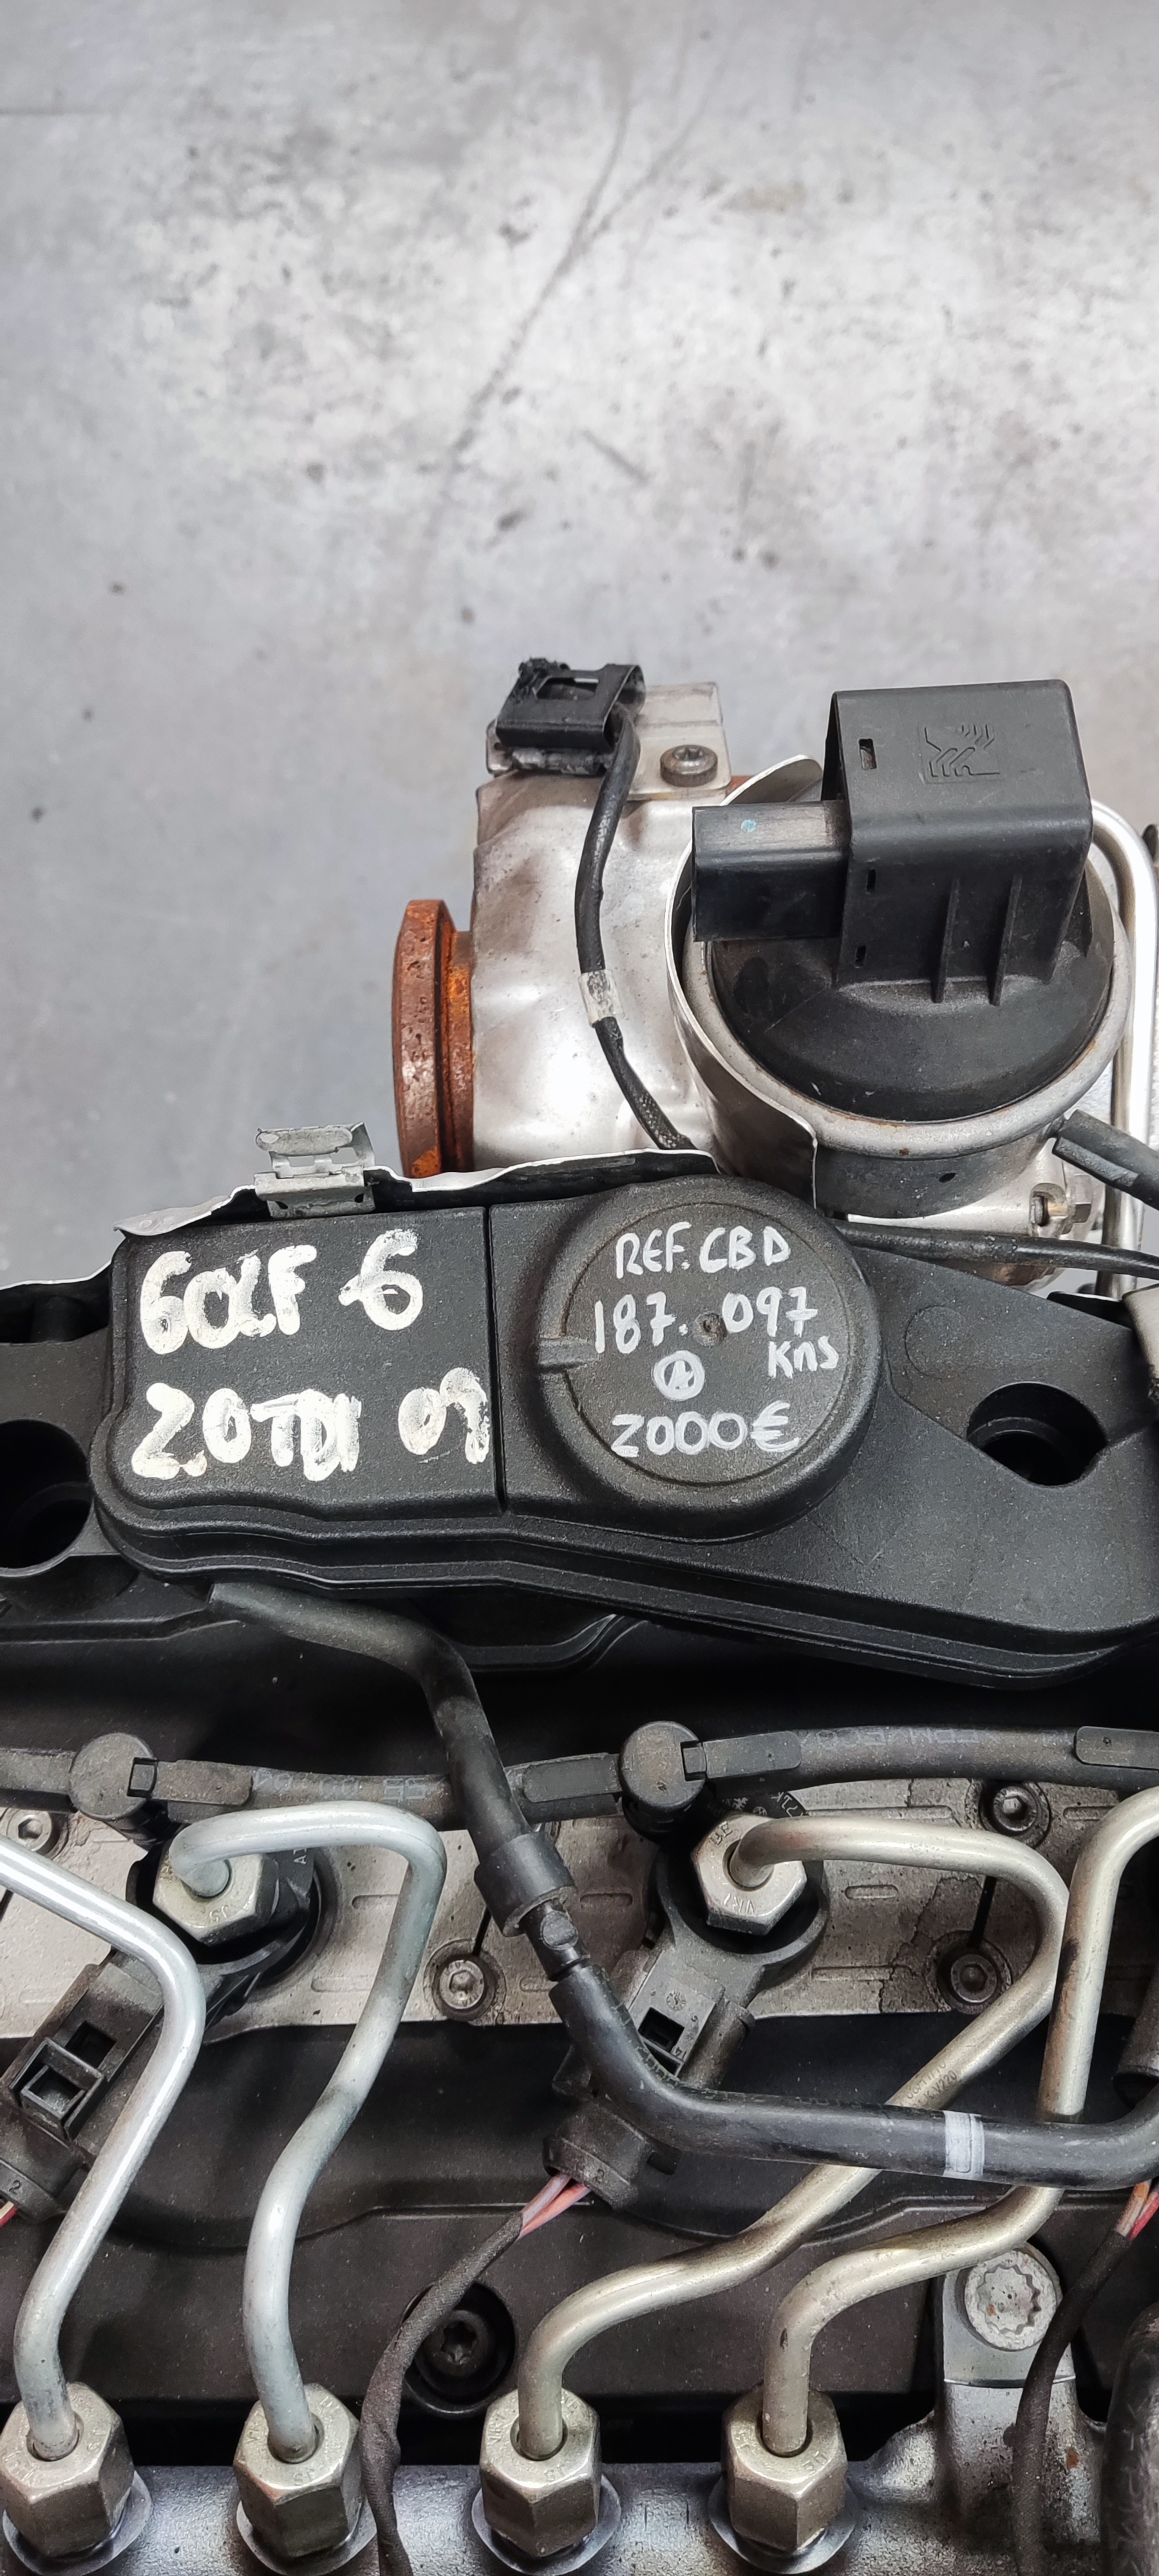 GOLF 6
2.0TDI 09
REF. CBD
187.097
KMS
A
2000€